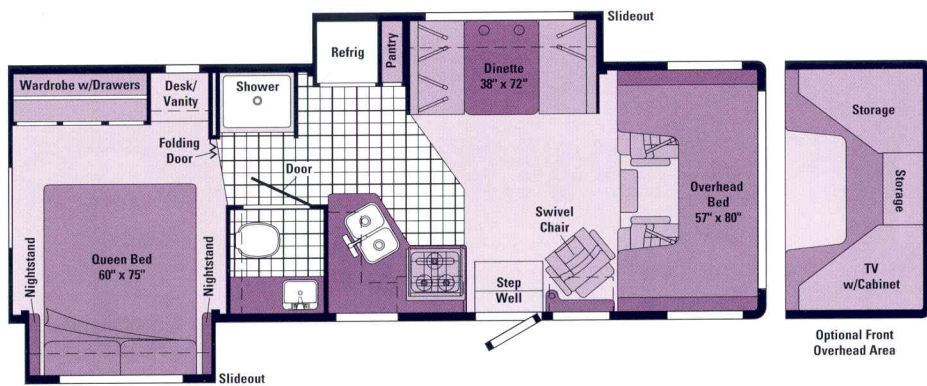 Slideout
Refrig
Pantry
Dinette
38" x 72"
Wardrobe w/Drawers
Desk/
Vanity
Shower
Storage
Folding
Door
Door
Overhead
Bed
57" x 80"
Storage
Swivel
Chair
Nightstand
Queen Bed
60" x 75"
Nightstand
Step
Well
TV
w/Cabinet
Optional Front
Overhead Area
Slideout